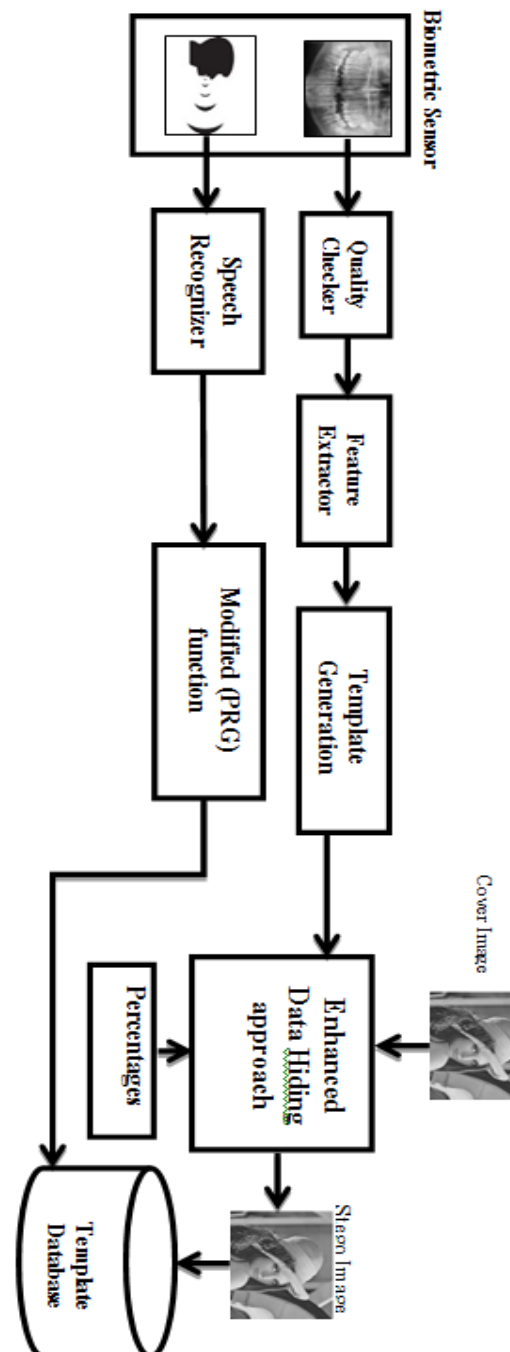 Biometric Sensor
Quality
Checker
Feature
Extractor
Template
Generation
Cover Image
Speech
Recognizer
Modified (PRG)
function
Enhanced
Data Hiding
approach
Percentages
Stego Image
Template
Database